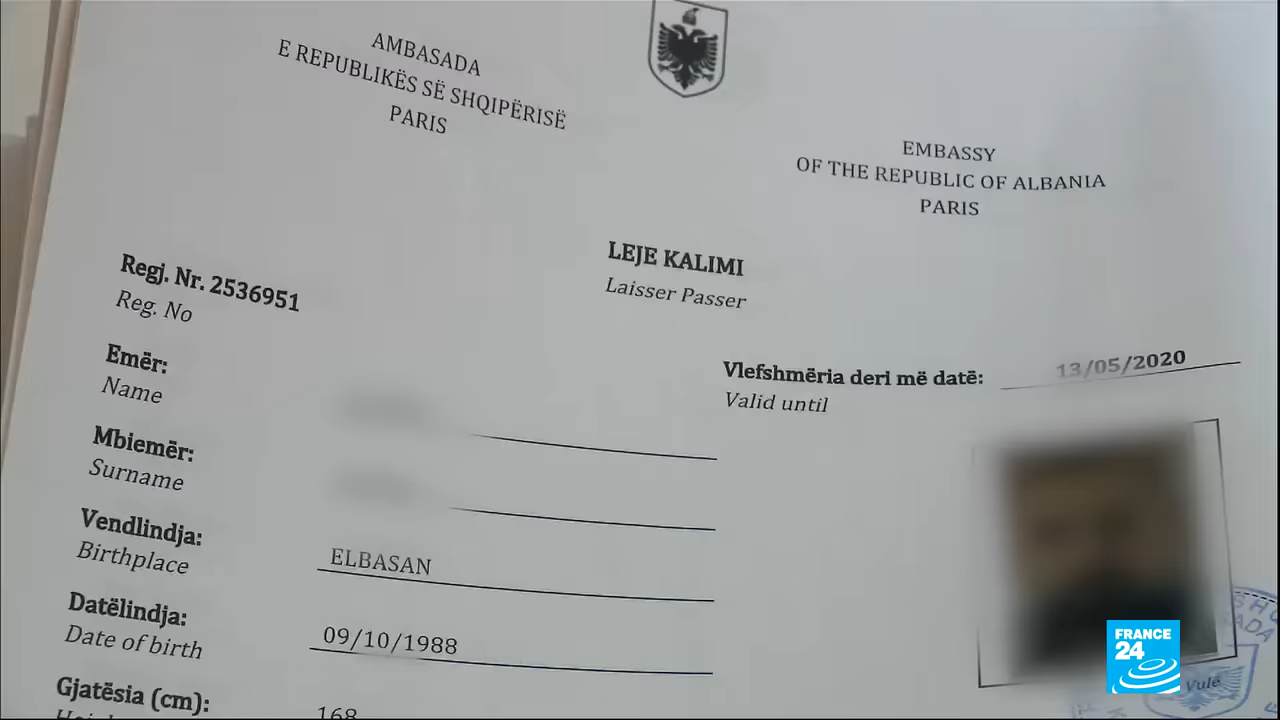 AMBASADA
E REPUBLIKËS SË SHQIPËRISË
PARIS
EMBASSY
OF THE REPUBLIC OF ALBANIA
PARIS
LEJE KALIMI
Laisser Passer
Regj. Nr. 2536951
Reg. No
Vlefshmëria deri më datë: 13/05/2020
Valid until
Emër:
Name
Mbiemër:
Surname
Vendlindja:
Birthplace
ELBASAN
Datëlindja:
Date of birth
09/10/1988
Gjatësia (cm):
168
FRANCE
24
Vulë